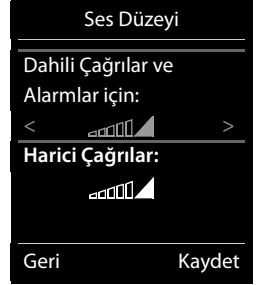 Ses Düzeyi
Dahili Çağrılar ve
Alarmlar için:
< >
Harici Çağrılar:
Geri Kaydet